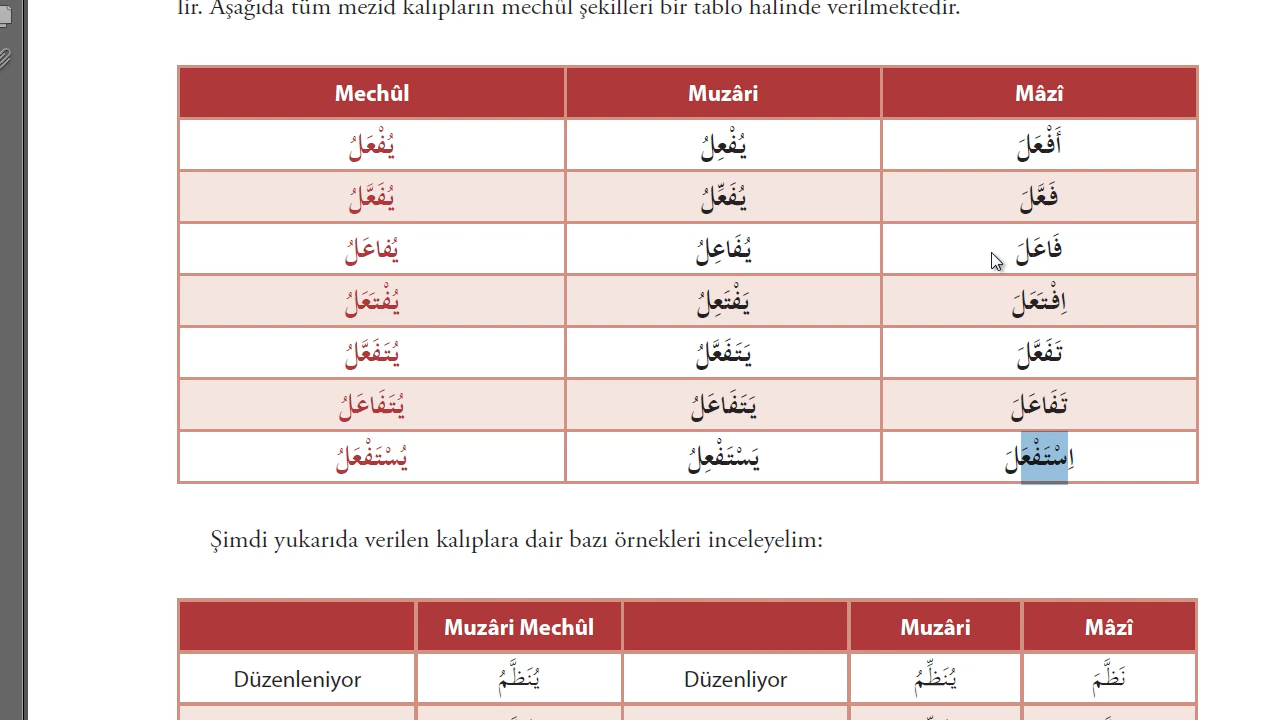 lir. Aşağıda tüm mezid kalıpların mechûl şekilleri bir tablo halinde verilmektedir.
Mechûl Muzâri Mâzî
يُفْعَلُ يُفْعِلُ أَفْعَلَ
يُفَعَّلُ يُفَعِّلُ فَعَّلَ
يُفاعَلُ يُفَاعِلُ فَاعَلَ
يُفْتَعَلُ يَفْتَعِلُ اِفْتَعَلَ
يُتَفَعَّلُ يَتَفَعَّلُ تَفَعَّلَ
يُتَفَاعَلُ يَتَفَاعَلُ تَفَاعَلَ
يُسْتَفْعَلُ يَسْتَفْعِلُ اِسْتَفْعَلَ
Şimdi yukarıda verilen kalıplara dair bazı örnekleri inceleyelim:
Muzâri Mechûl Muzâri Mâzî
Düzenleniyor يُنَظَّمُ Düzenliyor يُنَظِّمُ نَظَّمَ